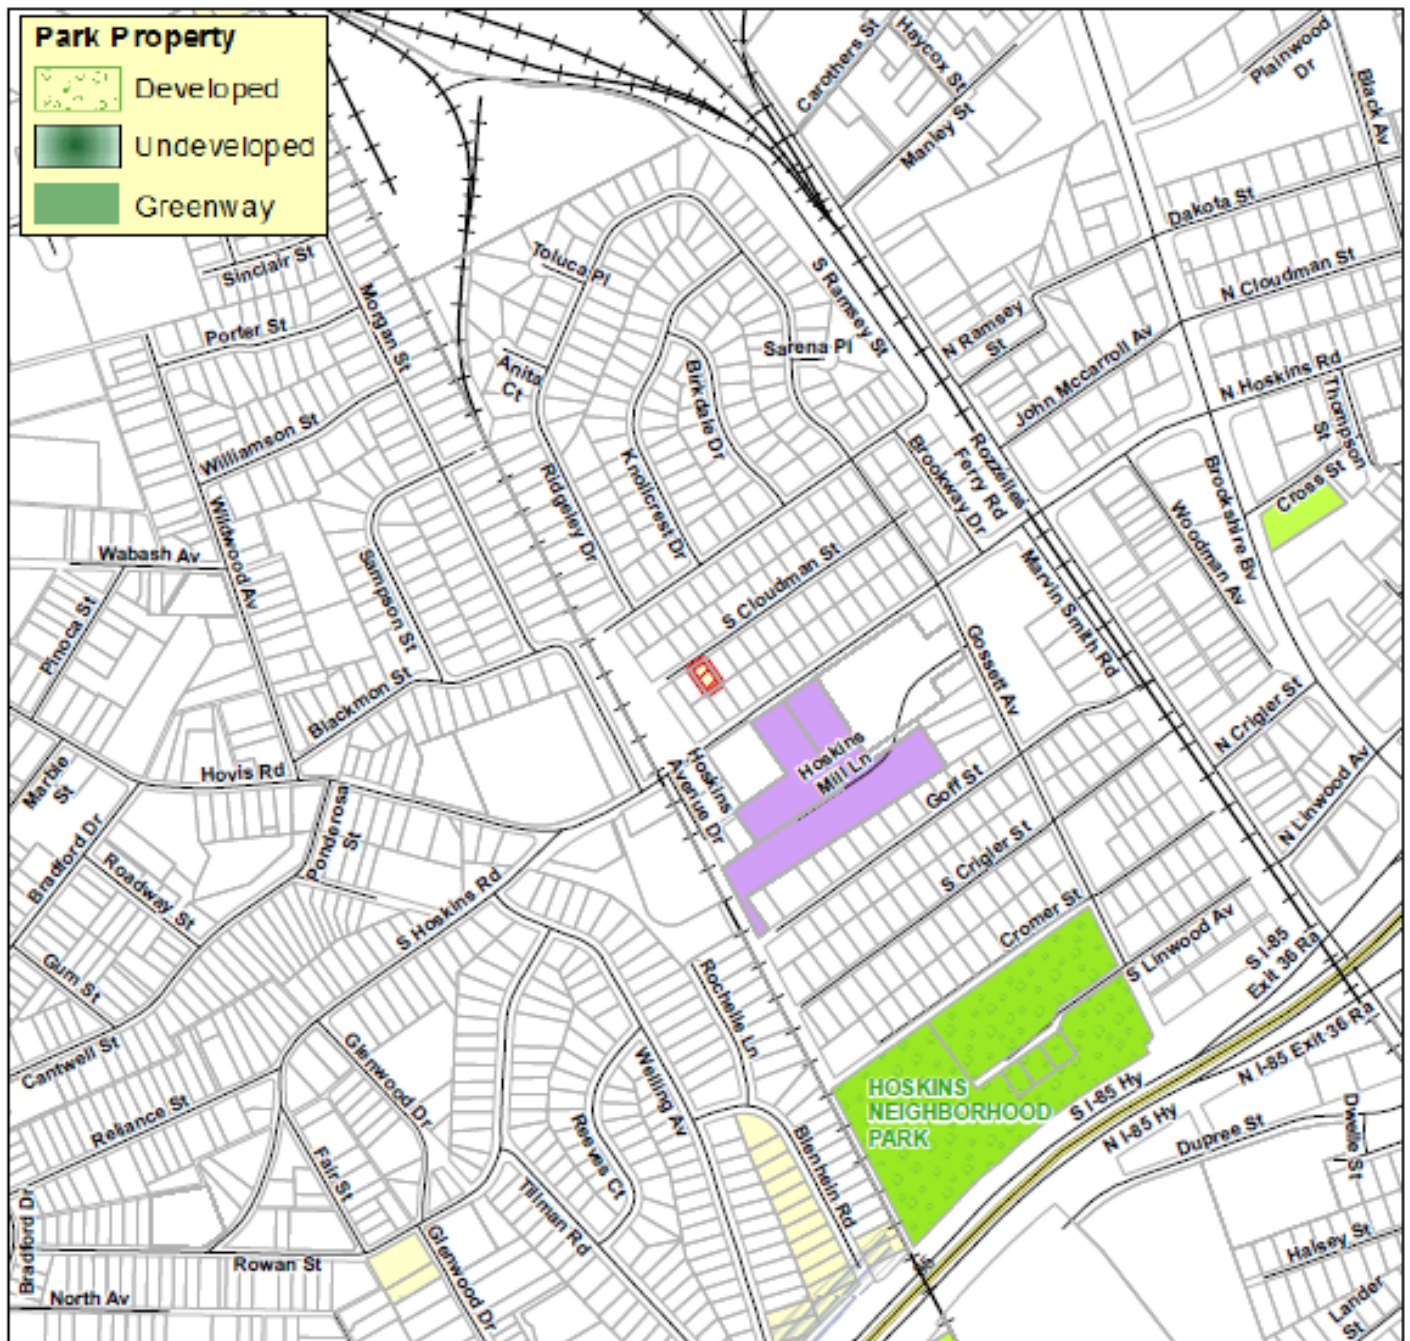 Park Property
Developed
Undeveloped
Greenway
Carothers St
Haycox St
Manley St
Plainwood
Dr
Black Av
Dakota St
N Cloudman St
N Ramsey
St
John Mccarroll Av
N Hoskins Rd
Thompson
St
Cross St
Sinclair St
Porter St
Morgan St
Toluca Pl
Anita
Ct
S Ramsey St
Sarena Pl
Birkdale Dr
Williamson St
Knollcrest Dr
Ridgeley Dr
Brookway Dr
Rozzelles
Ferry Rd
Brookshire Bv
Woodman Av
Wildwood Av
Wabash Av
Sampson St
Pinoca St
S Cloudman St
Marvin Smith Rd
Gossett Av
Blackmon St
N Crigler St
N Linwood Av
Hovis Rd
Marble
St
Hoskins
Avenue Dr
Hoskins
Mill Ln
Goff St
S Crigler St
Ponderosa
St
Bradford Dr
Roadway St
S Hoskins Rd
Cromer St
S Linwood Av
S I-85
Exit 36 Ra
Gum St
Rochelle Ln
Cantwell St
Glenwood Dr
Welling Av
HOSKINS
NEIGHBORHOOD
PARK
S I-85 Hy
N I-85 Exit 36 Ra
N I-85 Hy
Dupree St
Dwelle St
Reliance St
Fair St
Reeves Ct
Tillman Rd
Blenhein Rd
Bradford Dr
Rowan St
Glenwood Dr
North Av
Halsey St
Lander
St